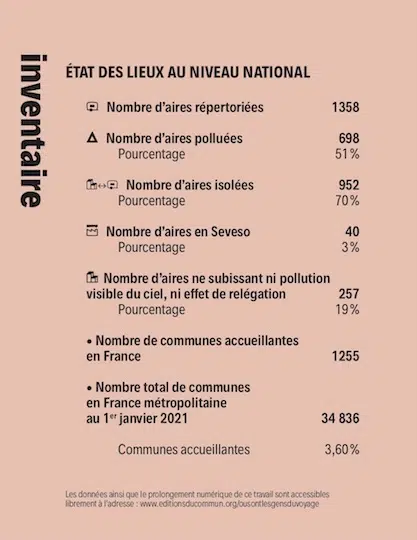 inventaire
ÉTAT DES LIEUX AU NIVEAU NATIONAL
Nombre d'aires répertoriées 1358
Nombre d'aires polluées 698
Pourcentage 51 %
Nombre d'aires isolées 952
Pourcentage 70 %
Nombre d'aires en Seveso 40
Pourcentage 3 %
Nombre d'aires ne subissant ni pollution
visible du ciel, ni effet de relégation 257
Pourcentage 19 %
• Nombre de communes accueillantes
en France 1255
• Nombre total de communes
en France métropolitaine
au 1er janvier 2021 34 836
Communes accueillantes 3,60 %
Les données ainsi que le prolongement numérique de ce travail sont accessibles
librement à l'adresse : www.editionsducommun.org/ousontlesgensduvoyage